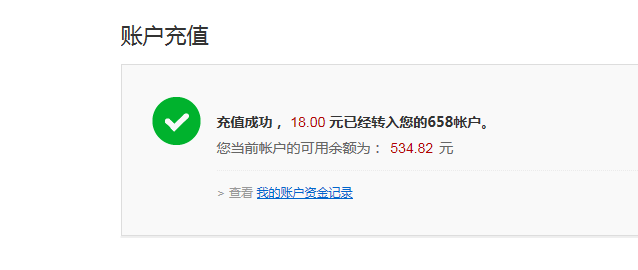 账户充值
充值成功，18.00 元已经转入您的658帐户。
您当前帐户的可用余额为： 534.82 元
> 查看 我的账户资金记录